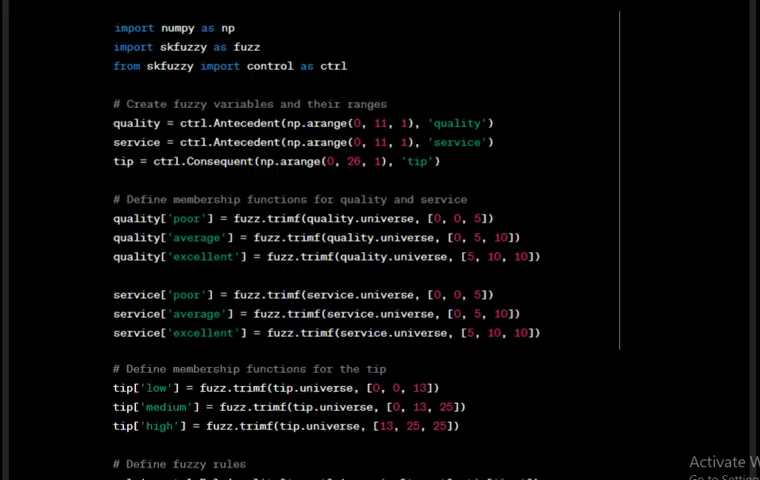 import numpy as np
import skfuzzy as fuzz
from skfuzzy import control as ctrl
# Create fuzzy variables and their ranges
quality = ctrl.Antecedent(np.arange(0, 11, 1), 'quality')
service = ctrl.Antecedent(np.arange(0, 11, 1), 'service')
tip = ctrl.Consequent(np.arange(0, 26, 1), 'tip')
# Define membership functions for quality and service
quality['poor'] = fuzz.trimf(quality.universe, [0, 0, 5])
quality['average'] = fuzz.trimf(quality.universe, [0, 5, 10])
quality['excellent'] = fuzz.trimf(quality.universe, [5, 10, 10])
service['poor'] = fuzz.trimf(service.universe, [0, 0, 5])
service['average'] = fuzz.trimf(service.universe, [0, 5, 10])
service['excellent'] = fuzz.trimf(service.universe, [5, 10, 10])
# Define membership functions for the tip
tip['low'] = fuzz.trimf(tip.universe, [0, 0, 13])
tip['medium'] = fuzz.trimf(tip.universe, [0, 13, 25])
tip['high'] = fuzz.trimf(tip.universe, [13, 25, 25])
# Define fuzzy rules
Activate W
Go to Setting